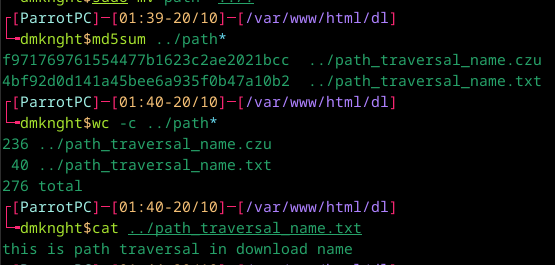 ┌[ParrotPC]─[01:39-20/10]─[/var/www/html/dl]
└╼dmknght$md5sum ../path*
f971769761554477b1623c2ae2021bcc  ../path_traversal_name.czu
4bf92d0d141a45bee6a935f0b47a10b2  ../path_traversal_name.txt
┌[ParrotPC]─[01:40-20/10]─[/var/www/html/dl]
└╼dmknght$wc -c ../path*
236 ../path_traversal_name.czu
 40 ../path_traversal_name.txt
276 total
┌[ParrotPC]─[01:40-20/10]─[/var/www/html/dl]
└╼dmknght$cat ../path_traversal_name.txt
this is path traversal in download name